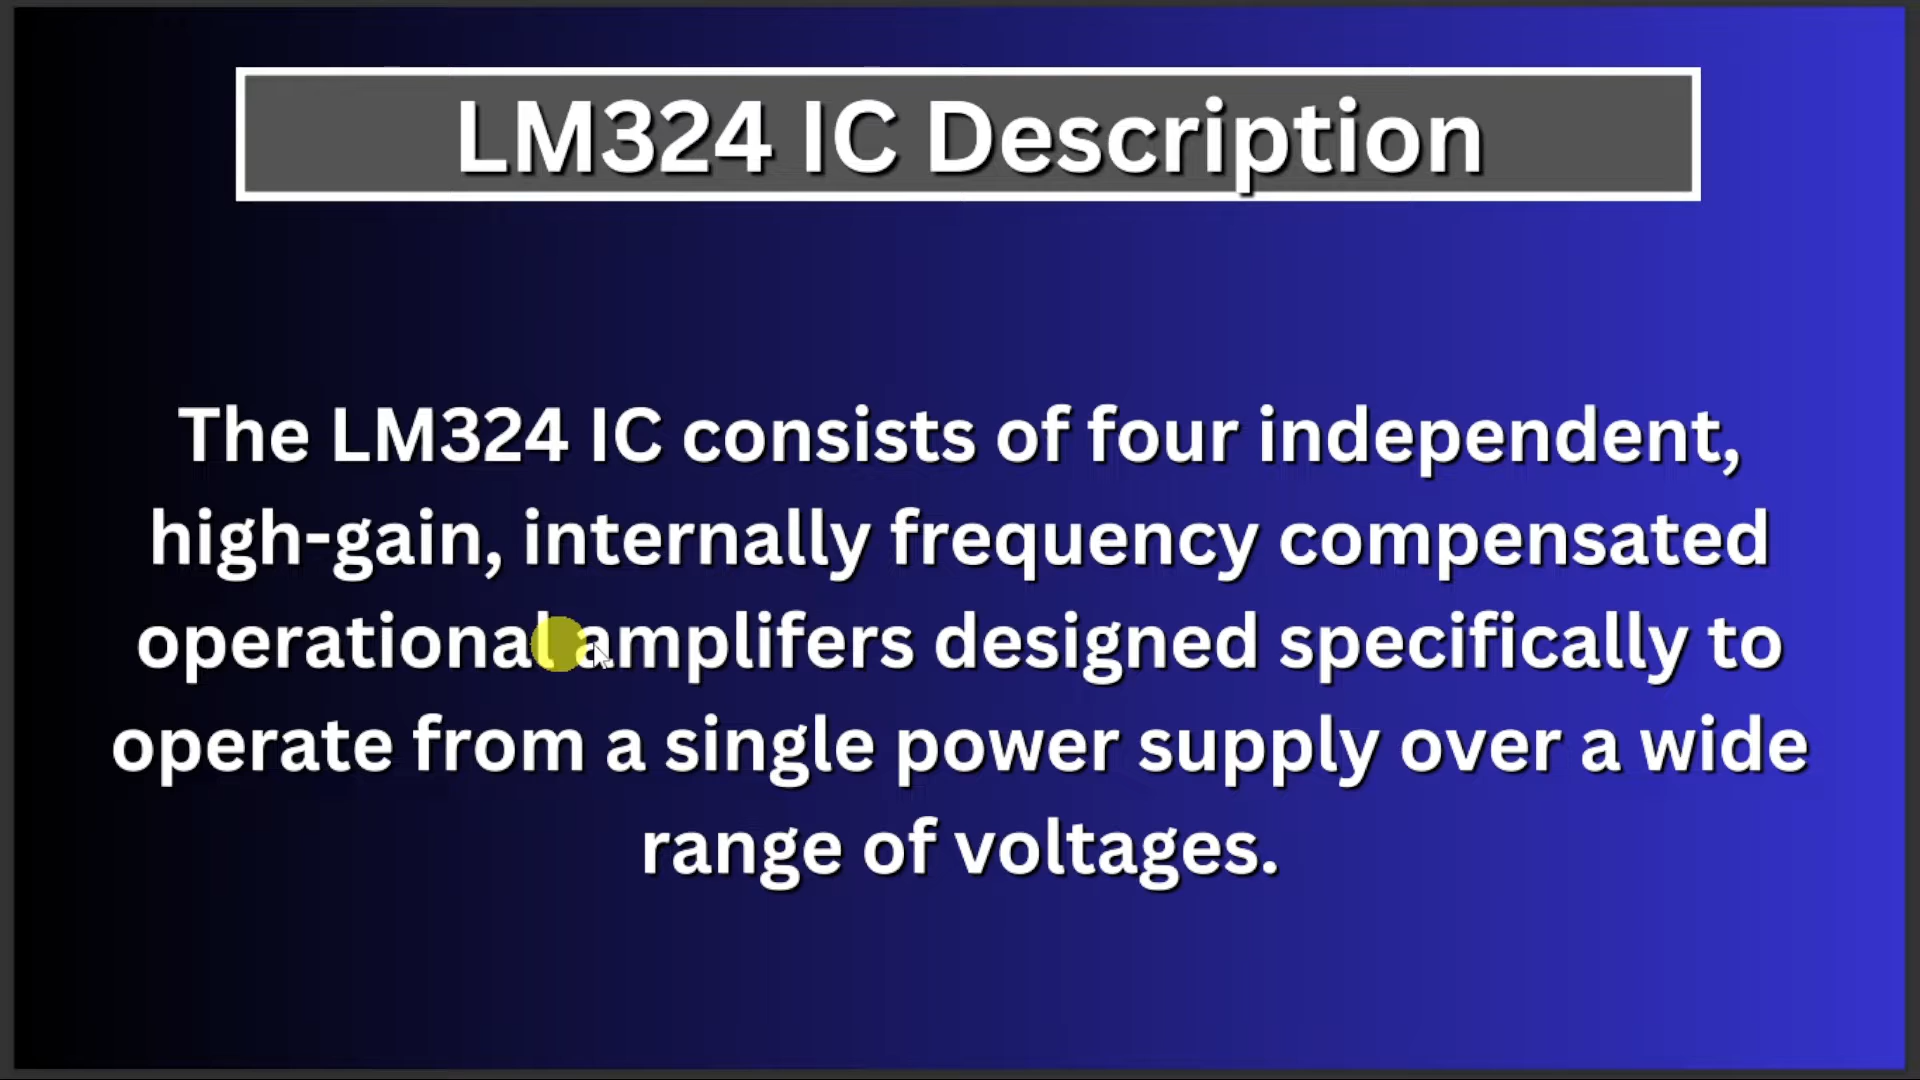 LM324 IC Description
The LM324 IC consists of four independent,
high-gain, internally frequency compensated
operational amplifers designed specifically to
operate from a single power supply over a wide
range of voltages.